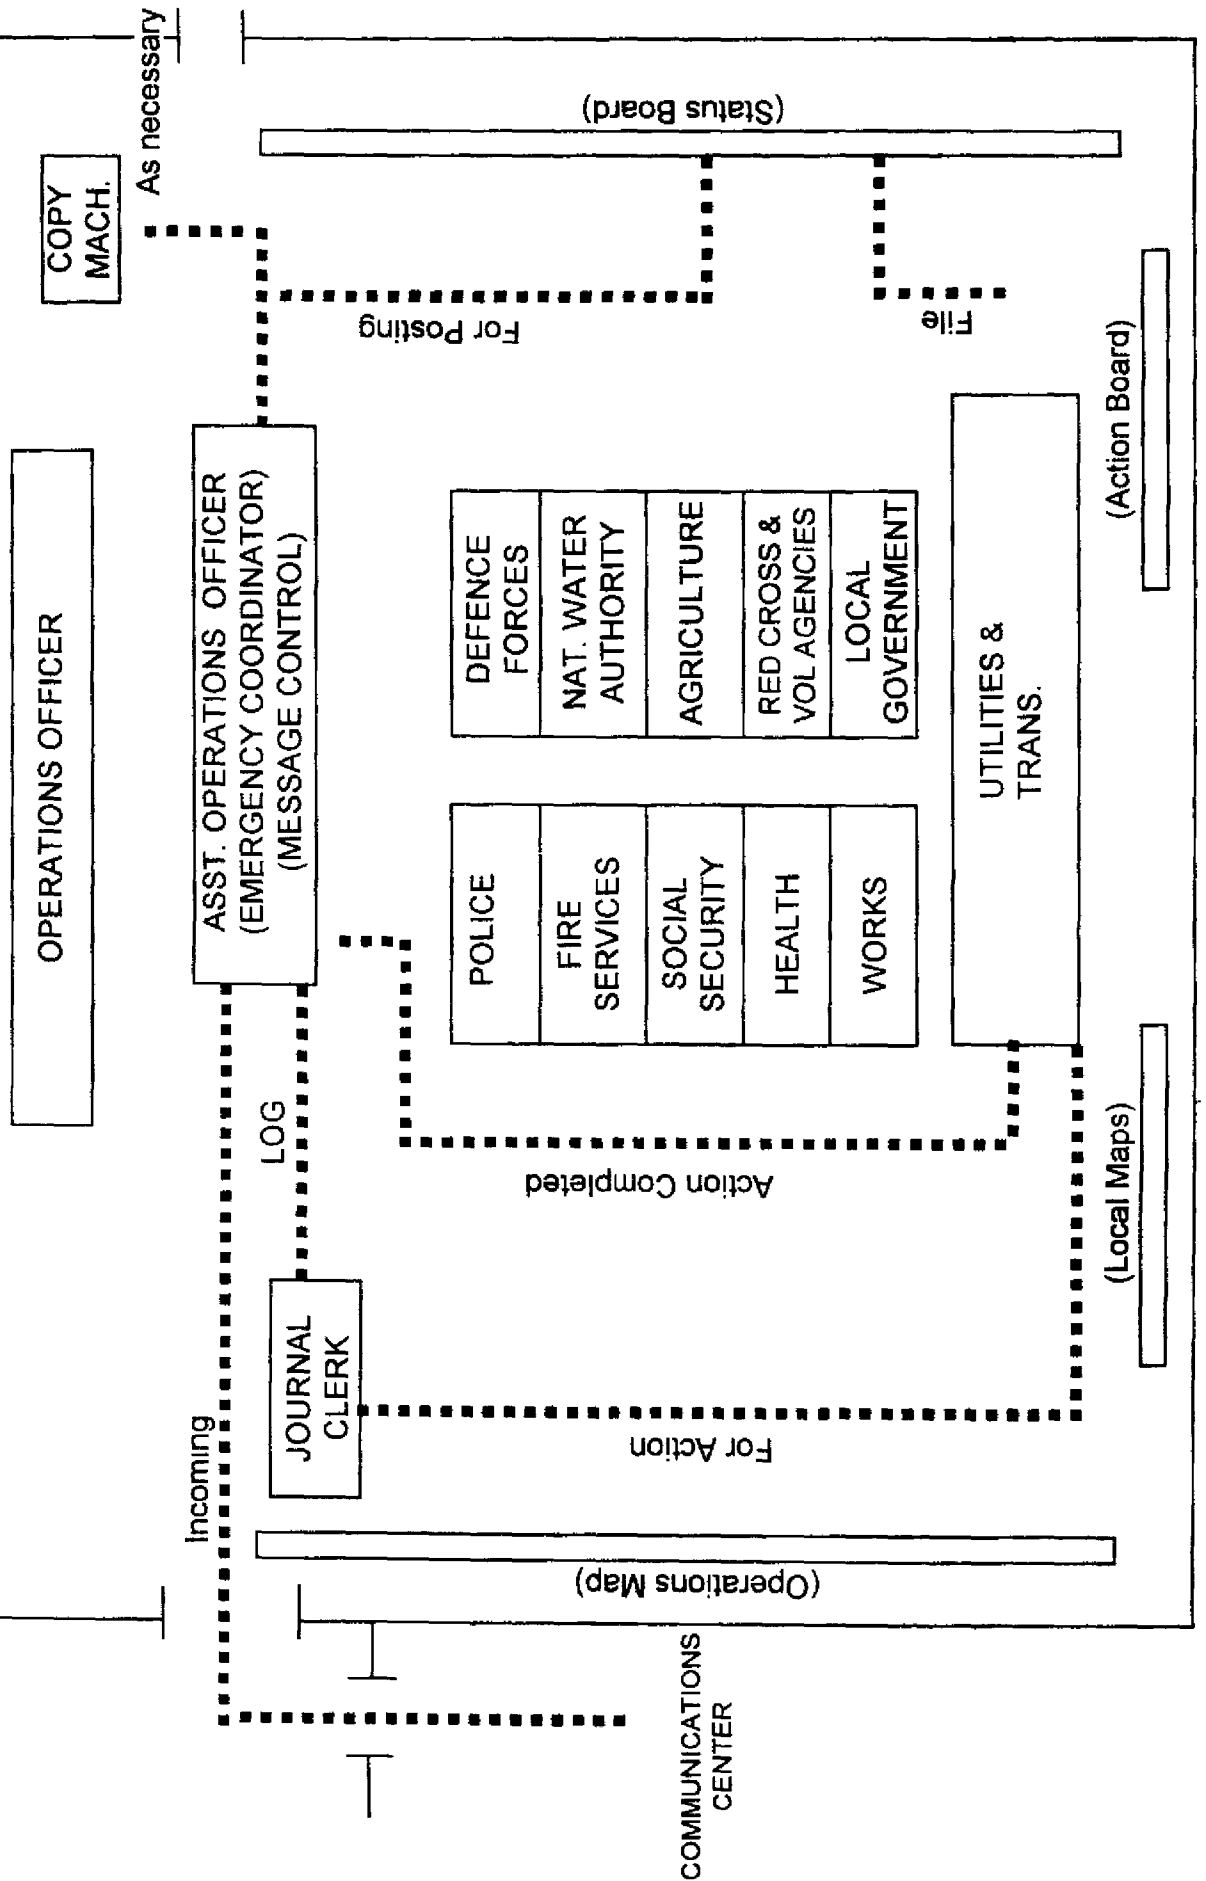 OPERATIONS OFFICER
COPY
MACH.
As necessary
ASST. OPERATIONS OFFICER
(EMERGENCY COORDINATOR)
(MESSAGE CONTROL)
Incoming
LOG
JOURNAL
CLERK
For Posting
(Status Board)
File
POLICE
DEFENCE
FORCES
FIRE
SERVICES
NAT. WATER
AUTHORITY
SOCIAL
SECURITY
AGRICULTURE
HEALTH
RED CROSS &
VOL AGENCIES
WORKS
LOCAL
GOVERNMENT
Action Completed
For Action
(Operations Map)
COMMUNICATIONS
CENTER
UTILITIES &
TRANS.
(Local Maps)
(Action Board)